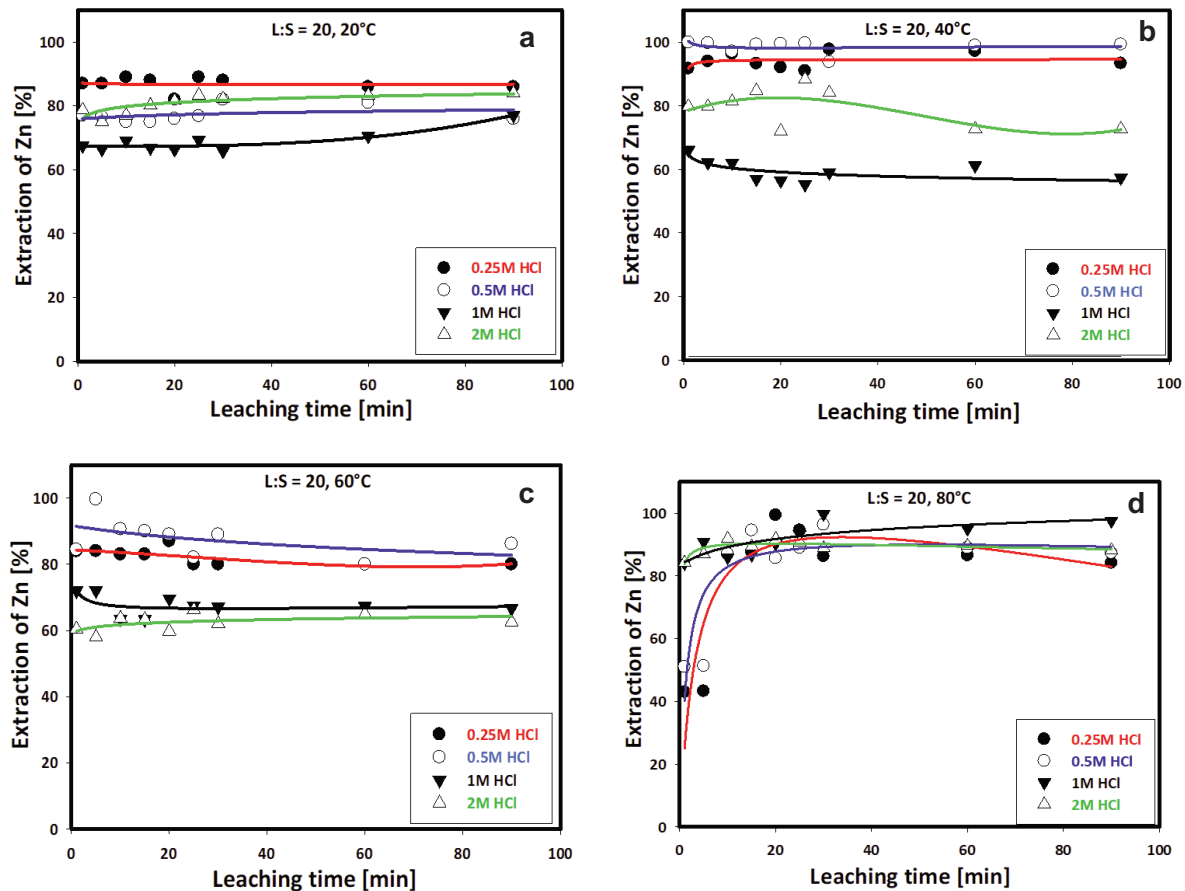 L:S = 20, 20°C
a
Extraction of Zn [%]
100
80
60
40
20
0
0 20 40 60 80 100
Leaching time [min]
0.25M HCl
0.5M HCl
1M HCl
2M HCl
L:S = 20, 40°C
b
Extraction of Zn [%]
100
80
60
40
20
0
0 20 40 60 80 100
Leaching time [min]
0.25M HCl
0.5M HCl
1M HCl
2M HCl
L:S = 20, 60°C
c
Extraction of Zn [%]
100
80
60
40
20
0
0 20 40 60 80 100
Leaching time [min]
0.25M HCl
0.5M HCl
1M HCl
2M HCl
L:S = 20, 80°C
d
Extraction of Zn [%]
100
80
60
40
20
0
0 20 40 60 80 100
Leaching time [min]
0.25M HCl
0.5M HCl
1M HCl
2M HCl